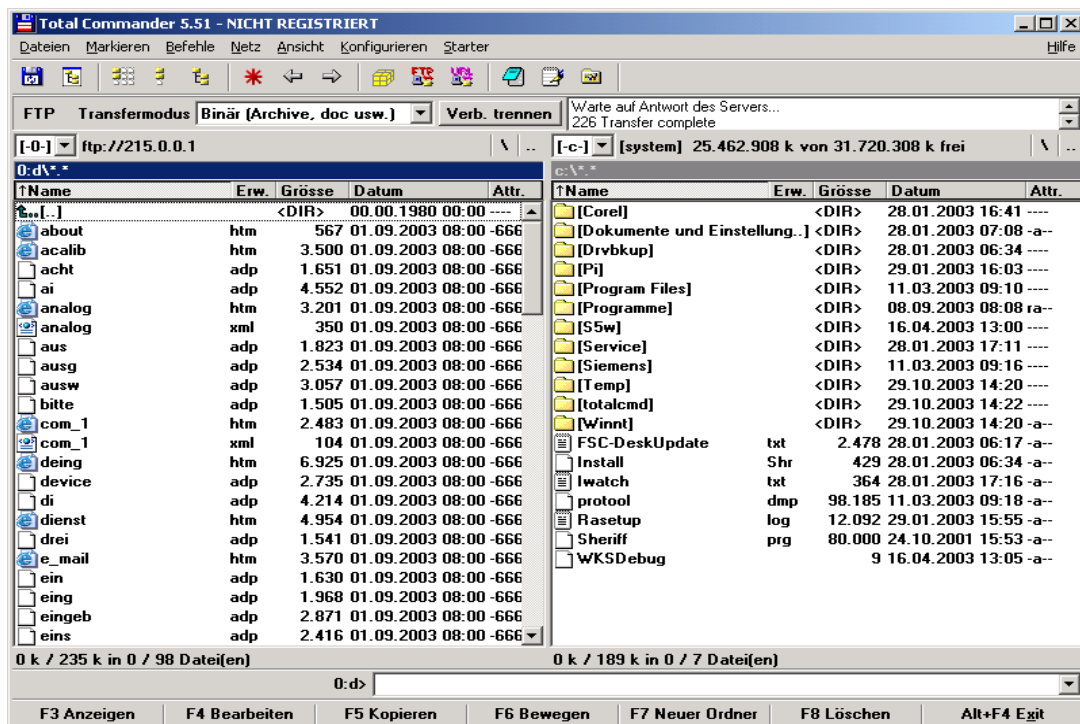 Total Commander 5.51 - NICHT REGISTRIERT
Dateien Markieren Befehle Netz Ansicht Konfigurieren Starter Hilfe
FTP Transfermodus Binär (Archive, doc usw.) Verb. trennen
Warte auf Antwort des Servers...
226 Transfer complete
[-0-] ftp://215.0.0.1 \ ..
[-c-] [system] 25.462.908 k von 31.720.308 k frei \ ..
0:d\*.*
↑Name Erw. Grösse Datum Attr.
[..] <DIR> 00.00.1980 00:00 ----
about htm 567 01.09.2003 08:00 -666
acalib htm 3.500 01.09.2003 08:00 -666
acht adp 1.651 01.09.2003 08:00 -666
ai adp 4.552 01.09.2003 08:00 -666
analog htm 3.201 01.09.2003 08:00 -666
analog xml 350 01.09.2003 08:00 -666
aus adp 1.823 01.09.2003 08:00 -666
ausg adp 2.534 01.09.2003 08:00 -666
ausw adp 3.057 01.09.2003 08:00 -666
bitte adp 1.505 01.09.2003 08:00 -666
com_1 htm 2.483 01.09.2003 08:00 -666
com_1 xml 104 01.09.2003 08:00 -666
deing htm 6.925 01.09.2003 08:00 -666
device adp 2.735 01.09.2003 08:00 -666
di adp 4.214 01.09.2003 08:00 -666
dienst htm 4.954 01.09.2003 08:00 -666
drei adp 1.541 01.09.2003 08:00 -666
e_mail htm 3.570 01.09.2003 08:00 -666
ein adp 1.630 01.09.2003 08:00 -666
eing adp 1.968 01.09.2003 08:00 -666
eingeb adp 2.871 01.09.2003 08:00 -666
eins adp 2.416 01.09.2003 08:00 -666
0 k / 235 k in 0 / 98 Datei(en)
c:\*.*
↑Name Erw. Grösse Datum Attr.
[Corel] <DIR> 28.01.2003 16:41 ----
[Dokumente und Einstellung..] <DIR> 28.01.2003 07:08 -a--
[Drvbkup] <DIR> 28.01.2003 06:34 ----
[Pi] <DIR> 29.01.2003 16:03 ----
[Program Files] <DIR> 11.03.2003 09:10 ----
[Programme] <DIR> 08.09.2003 08:08 ra--
[S5w] <DIR> 16.04.2003 13:00 ----
[Service] <DIR> 28.01.2003 17:11 ----
[Siemens] <DIR> 11.03.2003 09:16 ----
[Temp] <DIR> 29.10.2003 14:20 ----
[totalcmd] <DIR> 29.10.2003 14:22 ----
[Winnt] <DIR> 29.10.2003 14:20 -a--
FSC-DeskUpdate txt 2.478 28.01.2003 06:17 -a--
Install Shr 429 28.01.2003 06:34 -a--
Iwatch txt 364 28.01.2003 17:16 -a--
protool dmp 98.185 11.03.2003 09:18 -a--
Rasetup log 12.092 29.01.2003 15:55 -a--
Sheriff prg 80.000 24.10.2001 15:53 -a--
WKSDebug 9 16.04.2003 13:05 -a--
0 k / 189 k in 0 / 7 Datei(en)
0:d>
F3 Anzeigen F4 Bearbeiten F5 Kopieren F6 Bewegen F7 Neuer Ordner F8 Löschen Alt+F4 Exit